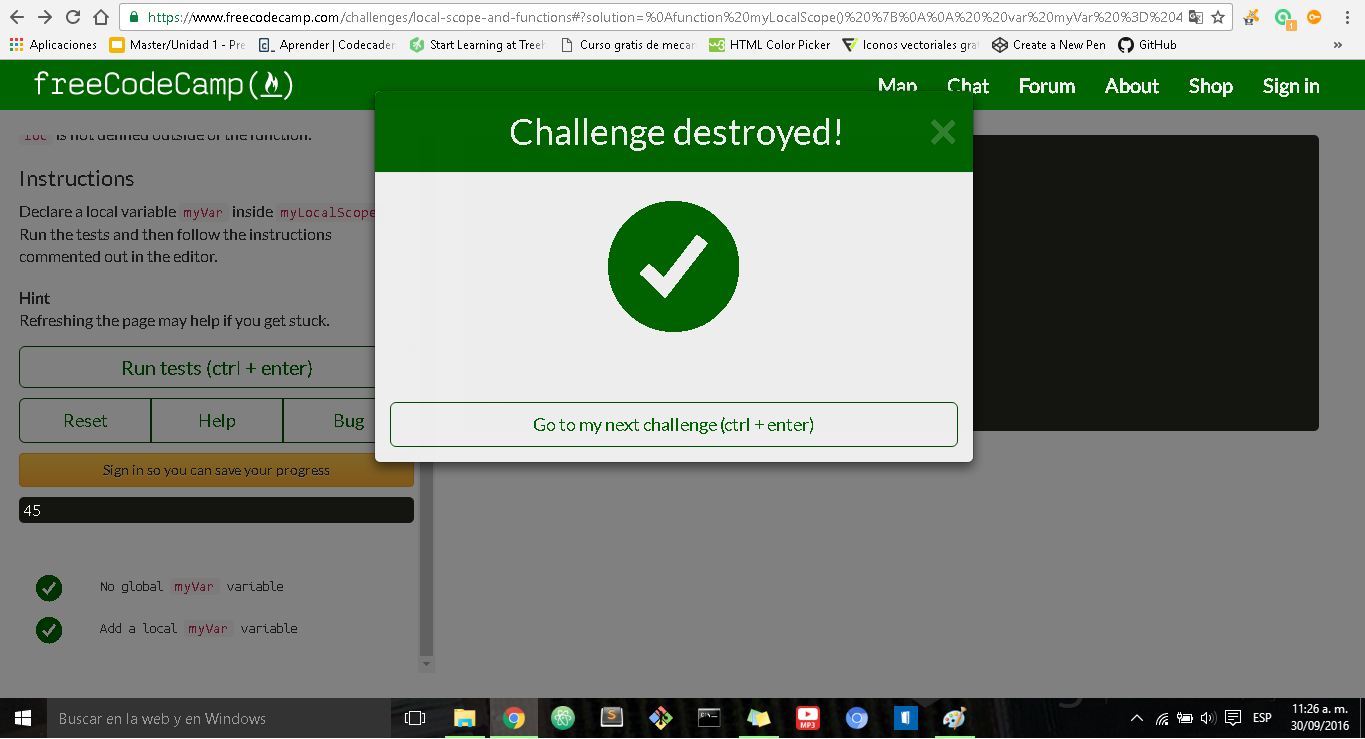 https://www.freecodecamp.com/challenges/local-scope-and-functions#?solution=%0Afunction%20myLocalScope()%20%7B%0A%0A%20%20var%20myVar%20%3D%204
Aplicaciones Master/Unidad 1 - Pre Aprender | Codecader Start Learning at Treeh Curso gratis de mecan HTML Color Picker Iconos vectoriales gra Create a New Pen GitHub »
freeCodeCamp Map Chat Forum About Shop Sign in
loc is not defined outside of the function.
Challenge destroyed!
Instructions
Declare a local variable myVar inside myLocalScope
Run the tests and then follow the instructions
commented out in the editor.
Hint
Refreshing the page may help if you get stuck.
Run tests (ctrl + enter)
Reset Help Bug
Go to my next challenge (ctrl + enter)
Sign in so you can save your progress
45
No global myVar variable
Add a local myVar variable
Buscar en la web y en Windows
MP3
ESP
11:26 a. m.
30/09/2016